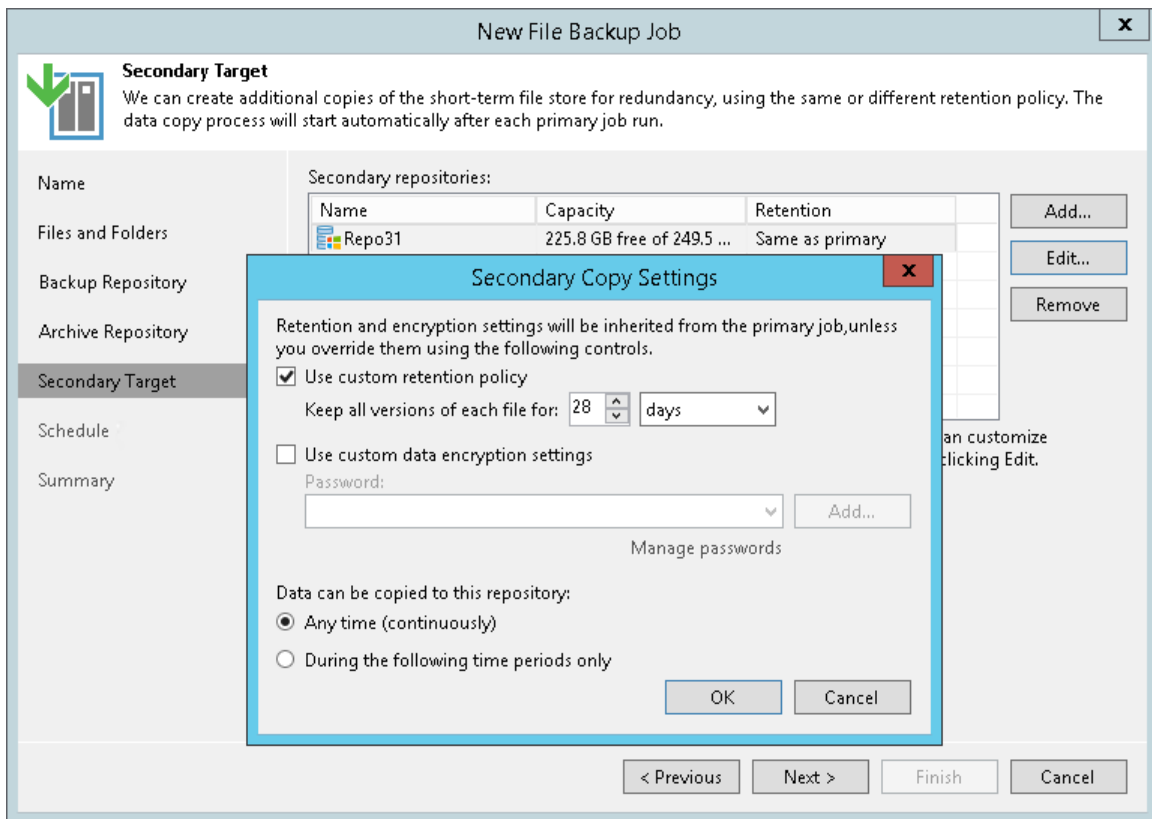 New File Backup Job
X
Secondary Target
We can create additional copies of the short-term file store for redundancy, using the same or different retention policy. The
data copy process will start automatically after each primary job run.
Name
Files and Folders
Backup Repository
Archive Repository
Secondary Target
Schedule
Summary
Secondary repositories:
Name Capacity Retention
Repo31 225.8 GB free of 249.5 ... Same as primary
Add...
Edit...
Remove
an customize
clicking Edit.
Secondary Copy Settings
x
Retention and encryption settings will be inherited from the primary job,unless
you override them using the following controls.
Use custom retention policy
Keep all versions of each file for: 28 days
Use custom data encryption settings
Password:
Add...
Manage passwords
Data can be copied to this repository:
Any time (continuously)
During the following time periods only
OK Cancel
< Previous Next > Finish Cancel